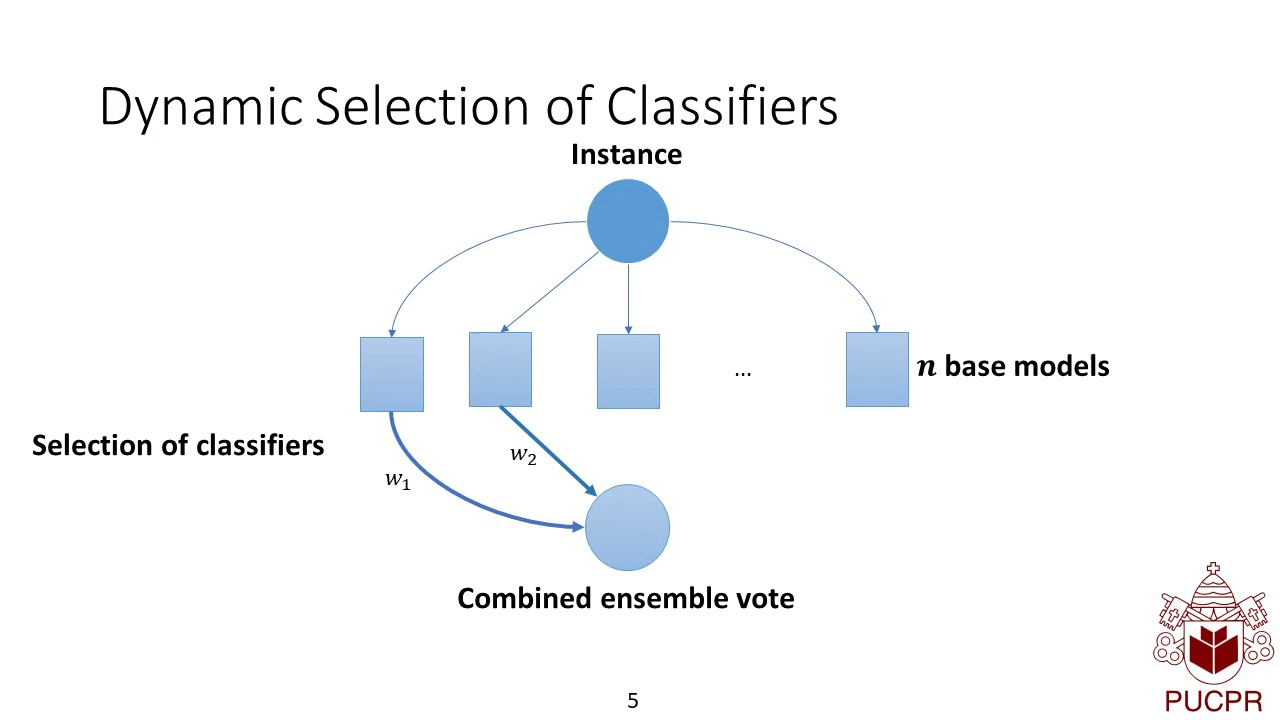 Dynamic Selection of Classifiers
Instance
... 
n base models
Selection of classifiers
w₁
w₂
Combined ensemble vote
5
PUCPR